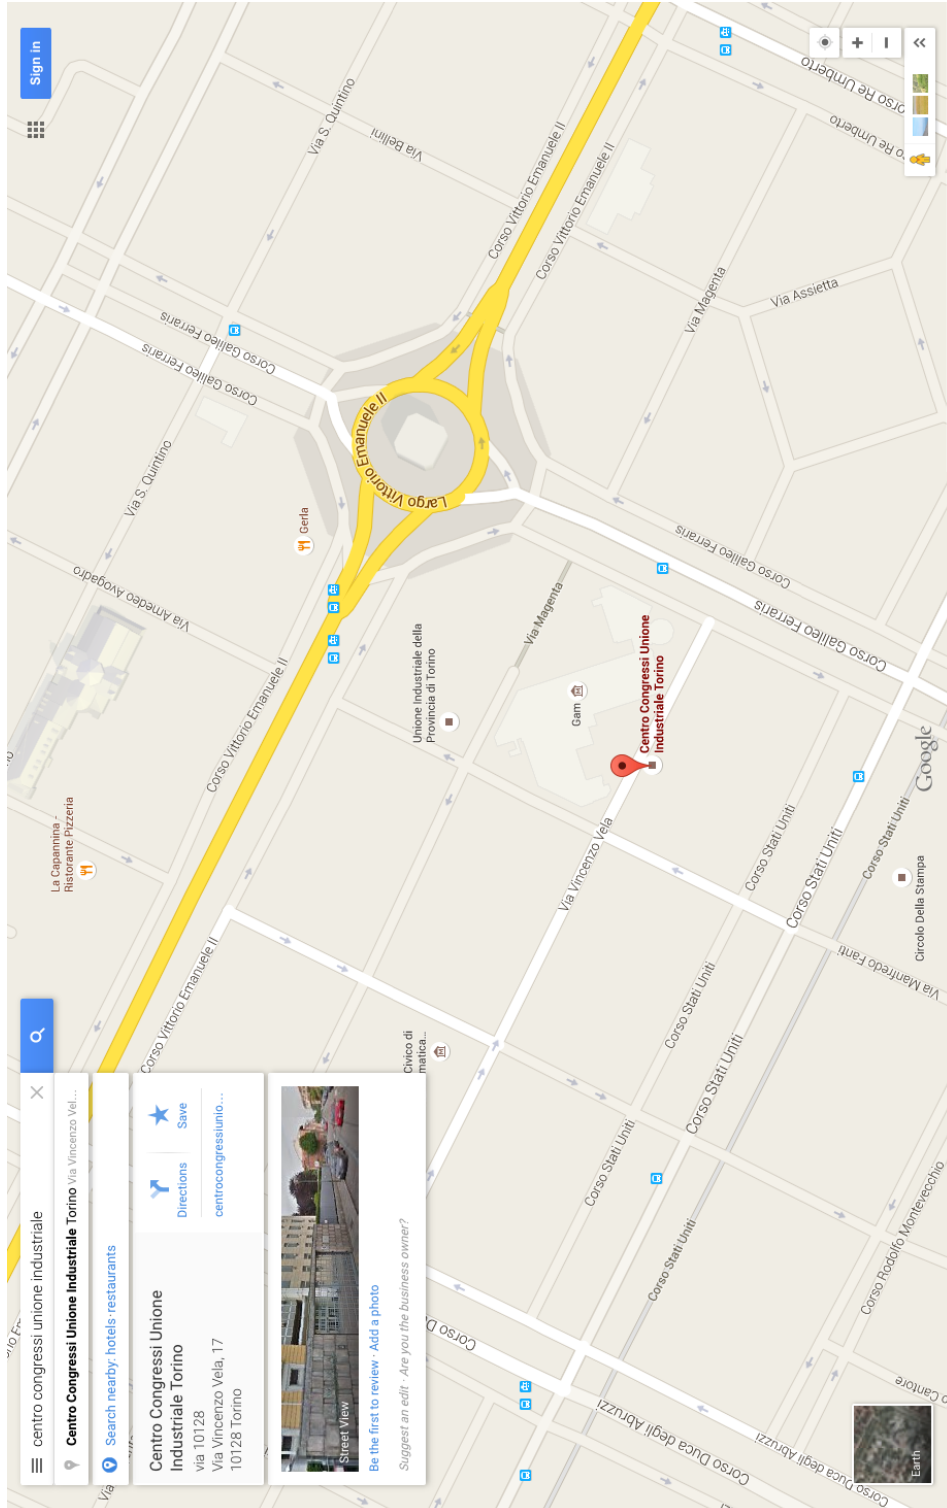 centro congressi unione industriale
Centro Congressi Unione Industriale Torino Via Vincenzo Vel...
Search nearby: hotels · restaurants
Centro Congressi Unione
Industriale Torino
via 10128
Via Vincenzo Vela, 17
10128 Torino
Directions
Save
centrocongressiunio...
Street View
Be the first to review · Add a photo
Suggest an edit · Are you the business owner?
Sign in
La Capannina -
Ristorante Pizzeria
Via Amedeo Avogadro
Via S. Quintino
Via S. Quintino
Gerla
Via Bellini
Corso Galileo Ferraris
Corso Galileo Ferraris
Corso Vittorio Emanuele II
Corso Vittorio Emanuele II
Largo Vittorio Emanuele II
Corso Vittorio Emanuele II
Corso Vittorio Emanuele II
Unione Industriale della
Provincia di Torino
Via Magenta
Via Magenta
Via Assietta
Corso Re Umberto
Corso Re Umberto
Civico di
matica...
Gam
Centro Congressi Unione
Industriale Torino
Via Vincenzo Vela
Corso Galileo Ferraris
Corso Galileo Ferraris
Corso Stati Uniti
Corso Stati Uniti
Corso Stati Uniti
Corso Stati Uniti
Corso Stati Uniti
Corso Stati Uniti
Corso Stati Uniti
Via Manfredo Fanti
Circolo Della Stampa
Corso D
Corso Duca degli Abruzzi
Corso Duca degli Abruzzi
Corso Rodolfo Montevecchio
o Cantore
Via
Earth
Google